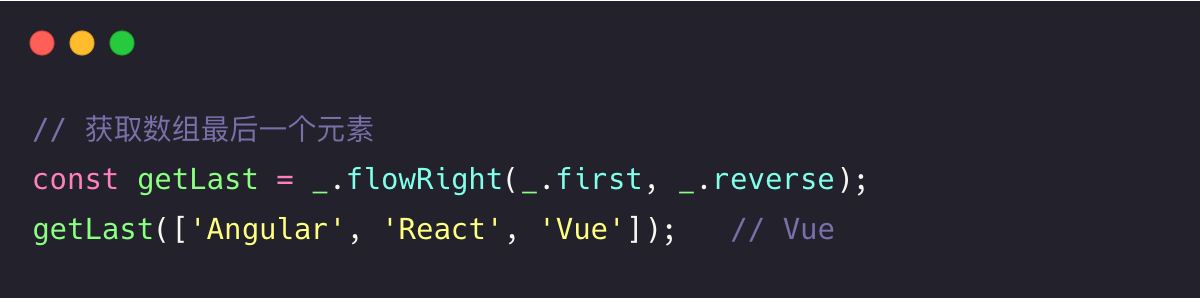 // 获取数组最后一个元素
const getLast = _.flowRight(_.first, _.reverse);
getLast(['Angular', 'React', 'Vue']);   // Vue